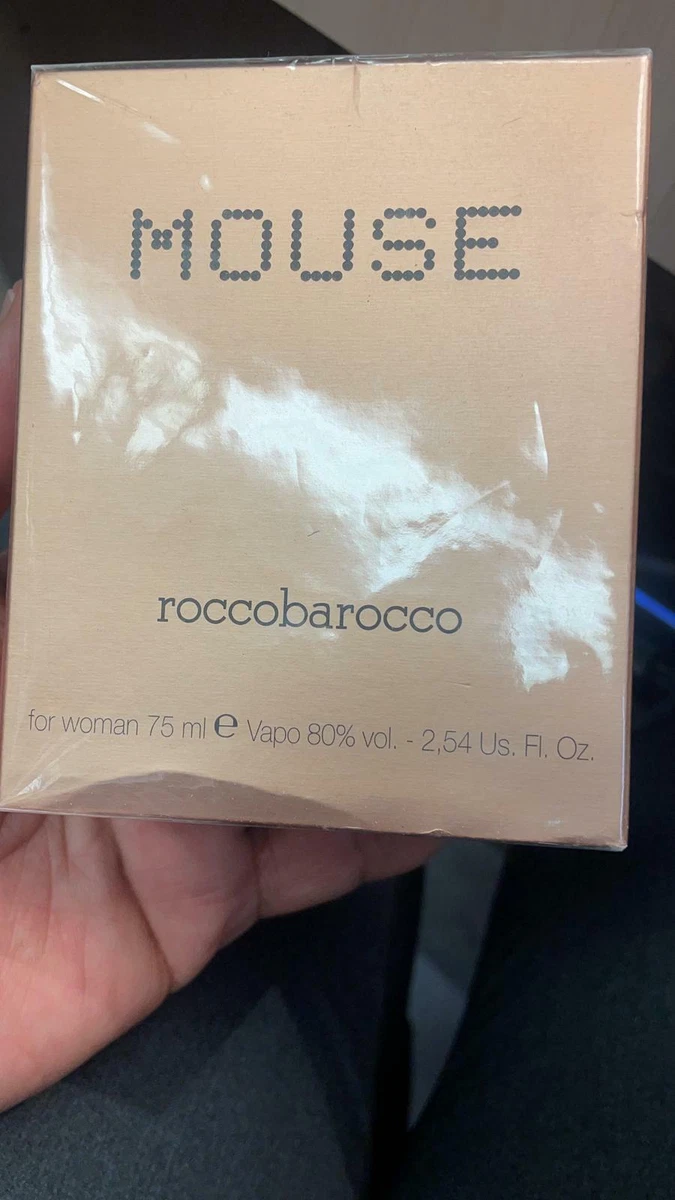 MOUSE
roccobarocco
for woman 75 ml e Vapo 80% vol. - 2,54 Us. Fl. Oz.